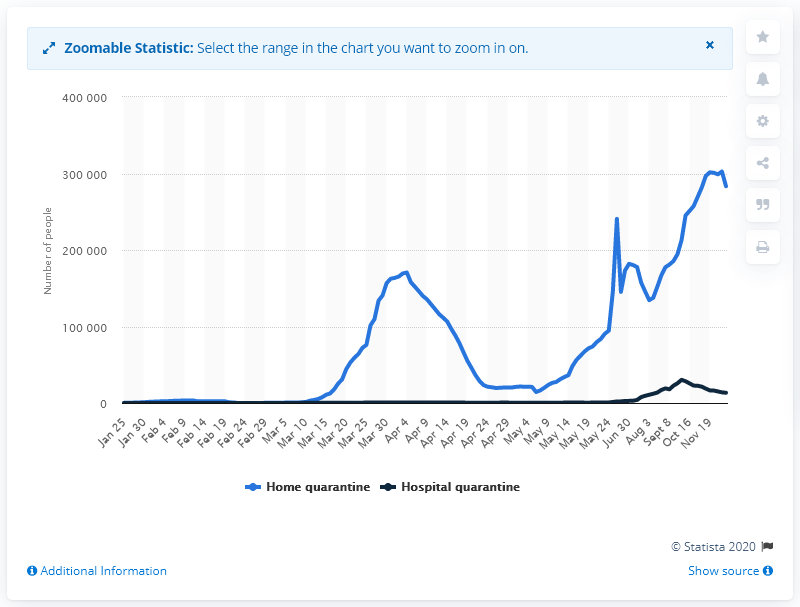 Zoomable Statistic: Select the range in the chart you want to zoom in on.
×
400 000
300 000
200 000
100 000
0
Number of people
Jan 25
Jan 30
Feb 4
Feb 9
Feb 14
Feb 19
Feb 24
Feb 29
Mar 5
Mar 10
Mar 15
Mar 20
Mar 25
Mar 30
Apr 4
Apr 9
Apr 14
Apr 19
Apr 24
Apr 29
May 4
May 9
May 14
May 19
May 24
Jun 30
Aug 3
Sept 8
Oct 16
Nov 19
Home quarantine
Hospital quarantine
© Statista 2020
Additional Information
Show source